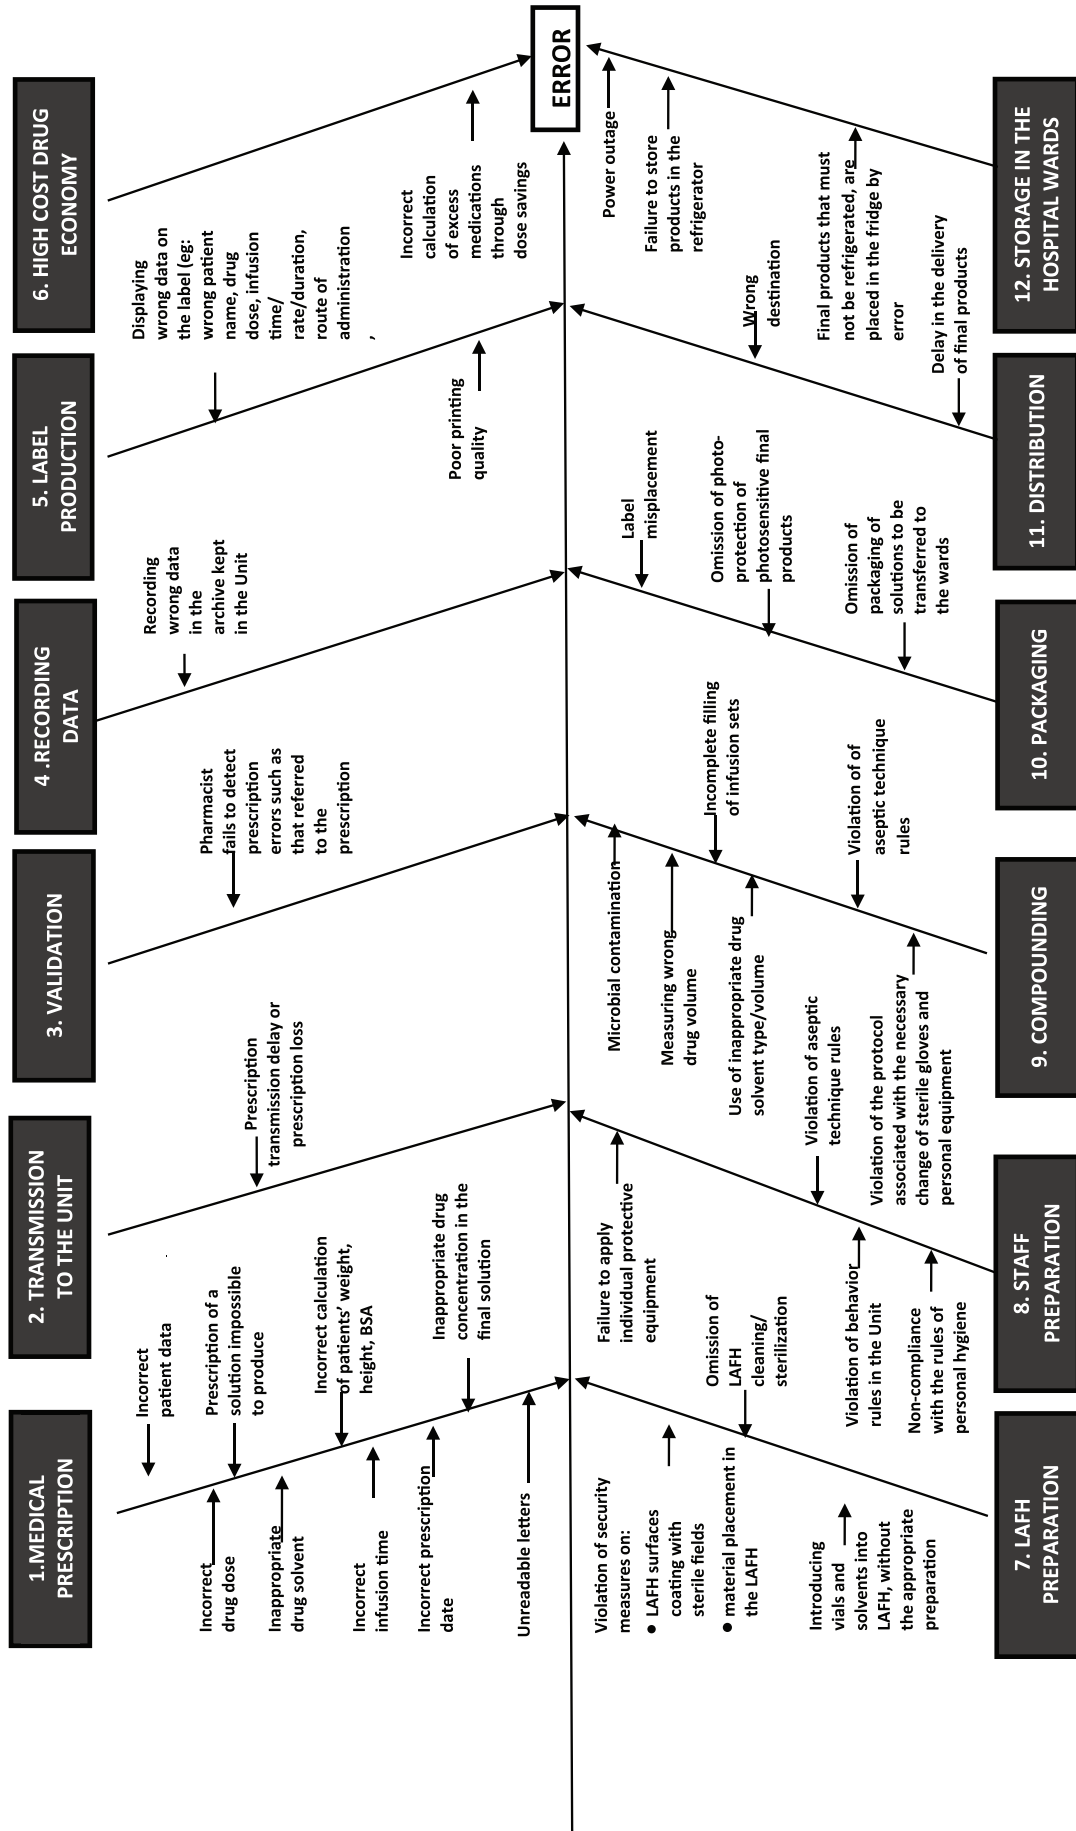 1.MEDICAL
PRESCRIPTION
2. TRANSMISSION
TO THE UNIT
3. VALIDATION
4 .RECORDING
DATA
5. LABEL
PRODUCTION
6. HIGH COST DRUG
ECONOMY
Incorrect
patient data
Prescription of a
solution impossible
to produce
Incorrect calculation
of patients' weight,
height, BSA
Inappropriate drug
concentration in the
final solution
Incorrect
drug dose
Inappropriate
drug solvent
Incorrect
infusion time
Incorrect prescription
date
Unreadable letters
Prescription
transmission delay or
prescription loss
Pharmacist
fails to detect
prescription
errors such as
that referred
to the
prescription
Recording
wrong data
in the
archive kept
in the Unit
Displaying
wrong data on
the label (eg:
wrong patient
name, drug
dose, infusion
time/
rate/duration,
route of
administration
,
Poor printing
quality
Incorrect
calculation
of excess
medications
through
dose savings
ERROR
Violation of security
measures on:
● LAFH surfaces
coating with
sterile fields
● material placement in
the LAFH
Introducing
vials and
solvents into
LAFH, without
the appropriate
preparation
Omission of
LAFH
cleaning/
sterilization
Failure to apply
individual protective
equipment
Violation of behavior
rules in the Unit
Non-compliance
with the rules of
personal hygiene
Violation of aseptic
technique rules
Microbial contamination
Measuring wrong
drug volume
Use of inappropriate drug
solvent type/volume
Violation of the protocol
associated with the necessary
change of sterile gloves and
personal equipment
Incomplete filling
of infusion sets
Violation of of
aseptic technique
rules
Label
misplacement
Omission of photo-
protection of
photosensitive final
products
Omission of
packaging of
solutions to be
transferred to
the wards
Wrong
destination
Delay in the delivery
of final products
Power outage
Failure to store
products in the
refrigerator
Final products that must
not be refrigerated, are
placed in the fridge by
error
7. LAFH
PREPARATION
8. STAFF
PREPARATION
9. COMPOUNDING
10. PACKAGING
11. DISTRIBUTION
12. STORAGE IN THE
HOSPITAL WARDS